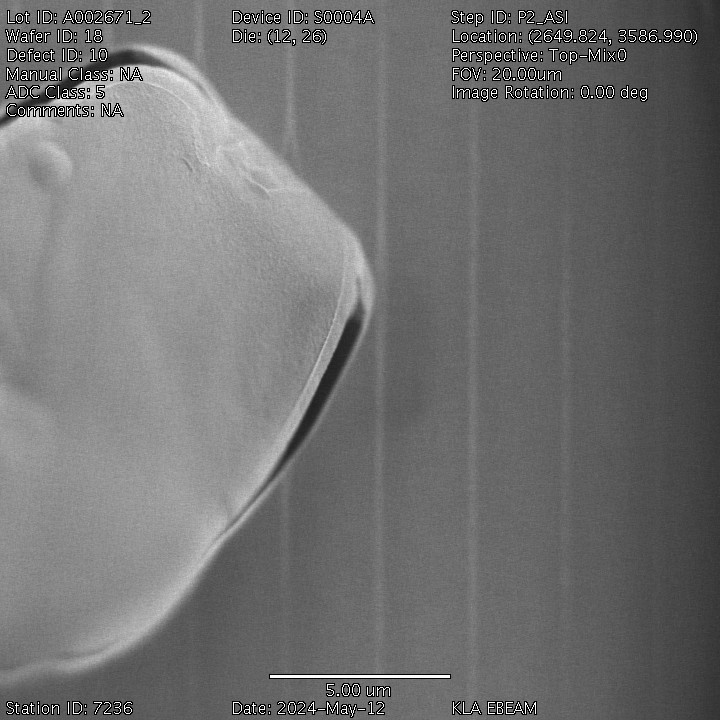 Lot ID: A002671_2
Wafer ID: 18
Defect ID: 10
Manual Class: NA
ADC Class: 5
Comments: NA
Device ID: S0004A
Die: (12, 26)
Step ID: P2_ASI
Location: (2649.824, 3586.990)
Perspective: Top-Mix0
FOV: 20.00um
Image Rotation: 0.00 deg
5.00 um
Station ID: 7236
Date: 2024-May-12
KLA EBEAM